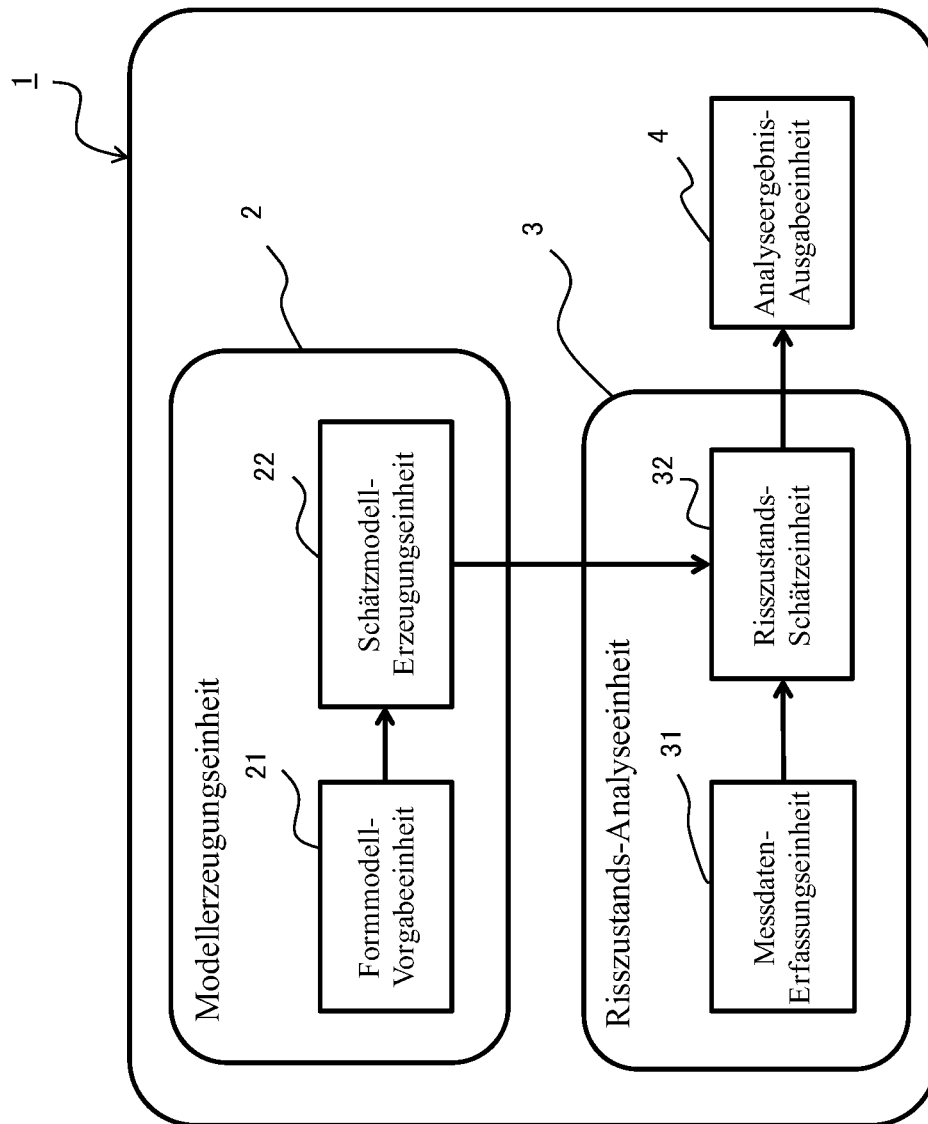 1
2
Modellerzeugungseinheit
21
Formmodell-
Vorgabeeinheit
22
Schätzmodell-
Erzeugungseinheit
3
Risszustands-Analyseeinheit
31
Messdaten-
Erfassungseinheit
32
Risszustands-
Schätzeinheit
4
Analyseergebnis-
Ausgabeeinheit